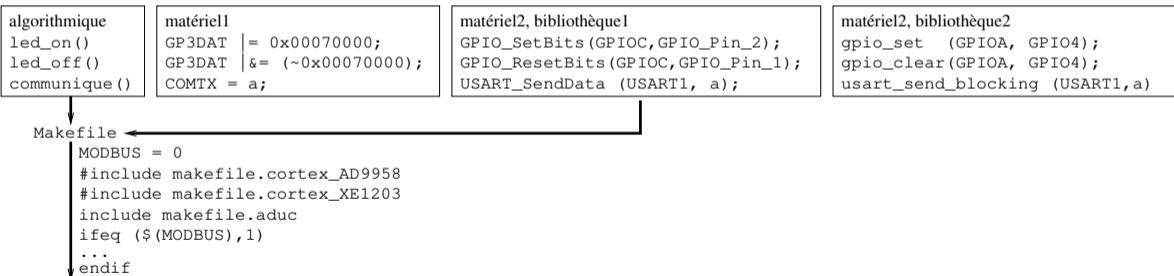 algorithmique
led_on()
led_off()
communique()
matériel1
GP3DAT |= 0x00070000;
GP3DAT |&= (~0x00070000);
COMTX = a;
matériel2, bibliothèque1
GPIO_SetBits(GPIOC,GPIO_Pin_2);
GPIO_ResetBits(GPIOC,GPIO_Pin_1);
USART_SendData (USART1, a);
matériel2, bibliothèque2
gpio_set (GPIOA, GPIO4);
gpio_clear(GPIOA, GPIO4);
usart_send_blocking (USART1,a)
Makefile
MODBUS = 0
#include makefile.cortex_AD9958
#include makefile.cortex_XE1203
include makefile.aduc
ifeq ($(MODBUS),1)
...
endif